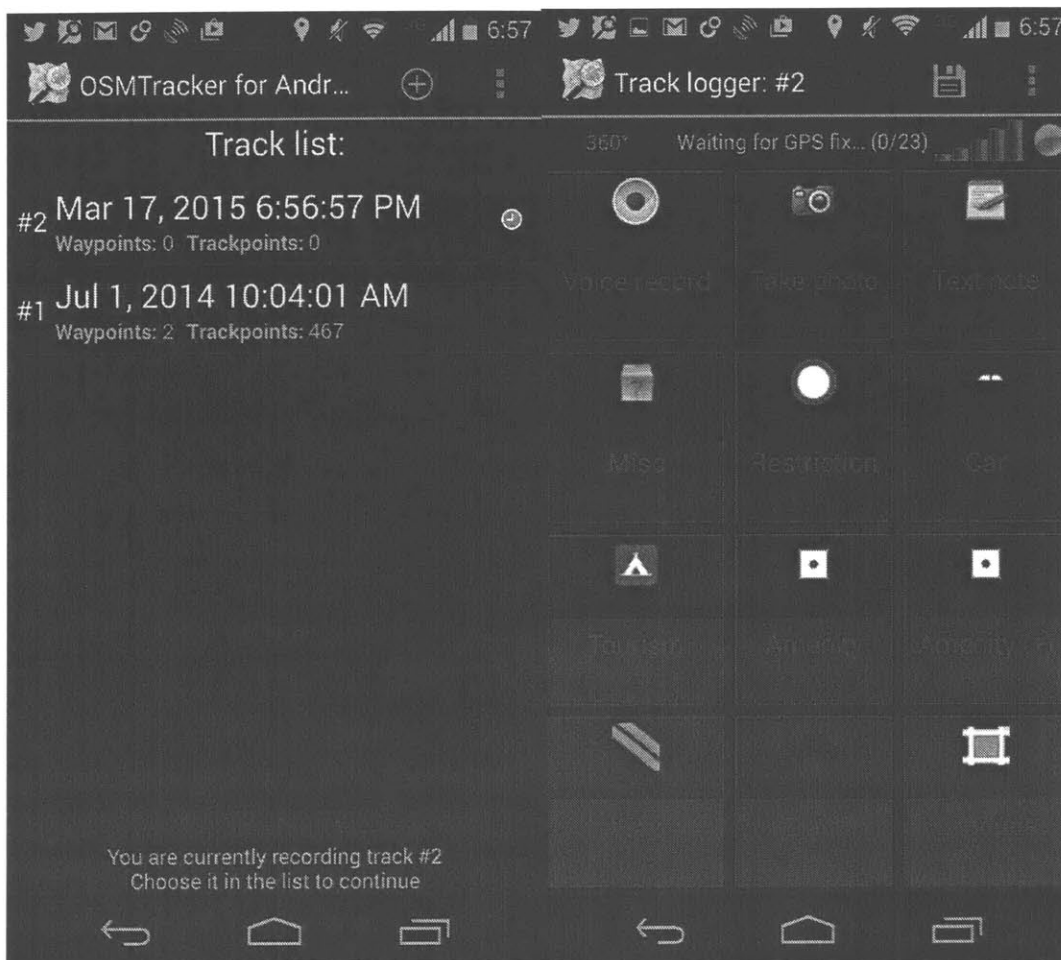 6:57
OSMTracker for Andr...
Track list:
#2 Mar 17, 2015 6:56:57 PM
Waypoints: 0 Trackpoints: 0
#1 Jul 1, 2014 10:04:01 AM
Waypoints: 2 Trackpoints: 467
You are currently recording track #2
Choose it in the list to continue
3G 6:57
Track logger: #2
360° Waiting for GPS fix... (0/23)
Voice record Take photo Text note
Misc Restriction Car
Tourism Amenity Amenity